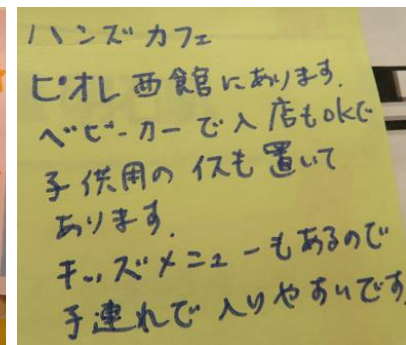 ハンズカフェ
ピオレ西館にあります.
ベビーカーで入店もokで
子供用のイスも置いて
あります.
キッズメニューもあるので
子連れで入りやすいです.